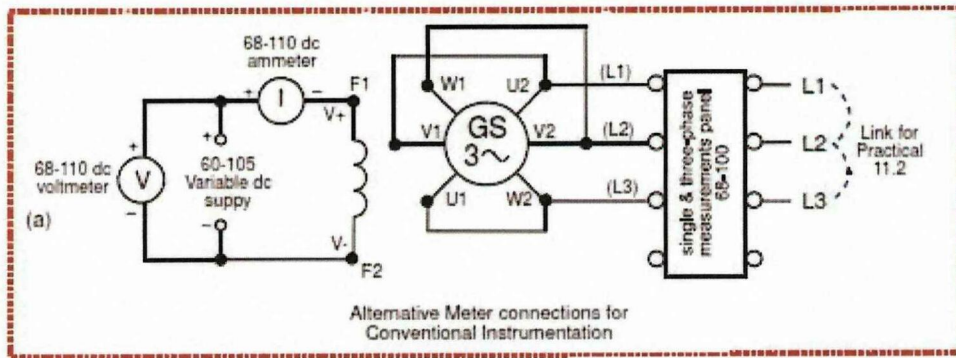 68-110 dc
ammeter
+
I
−
F1
V+
W1
U2
(L1)
L1
68-110 dc
voltmeter
+
V
−
+
60-105
Variable dc
suppy
−
V1
GS
3~
V2
(L2)
single & three-phase
measurements panel
68-100
L2
Link for
Practical
11.2
(a)
U1
W2
(L3)
L3
V-
F2
Alternative Meter connections for
Conventional Instrumentation